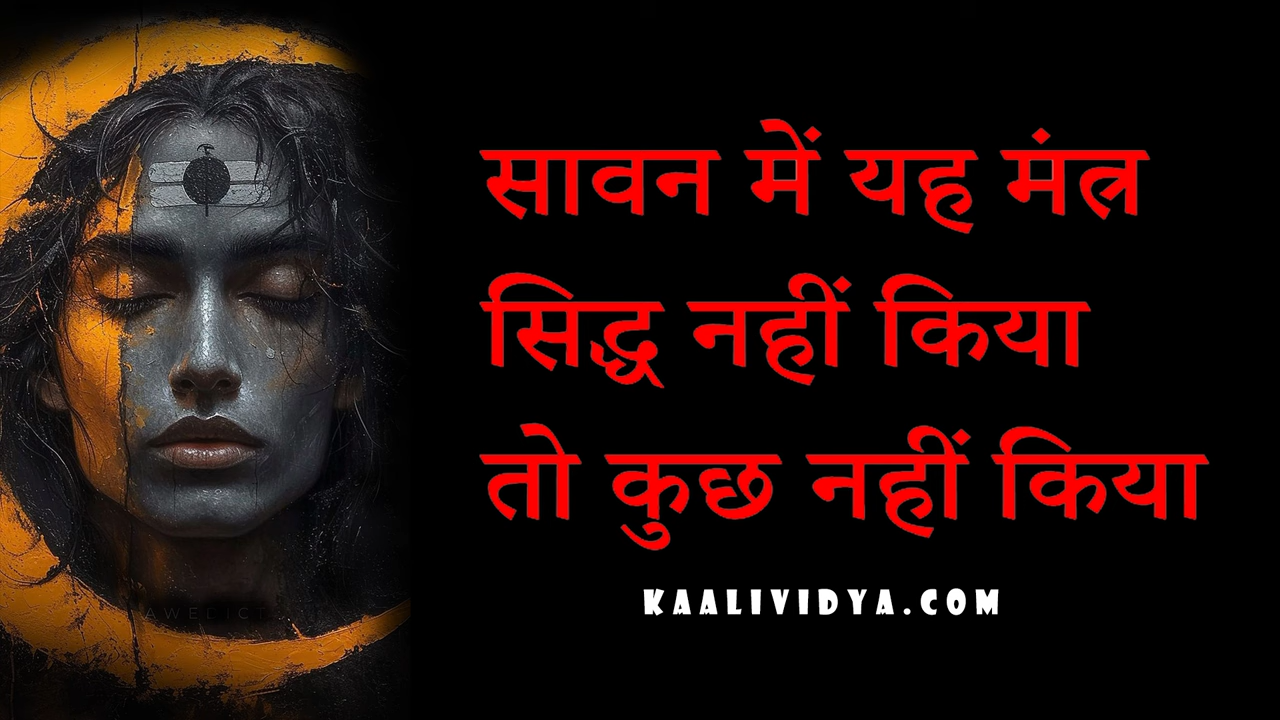 सावन में यह मंत्र
सिद्ध नहीं किया
तो कुछ नहीं किया
KAALIVIDYA.COM